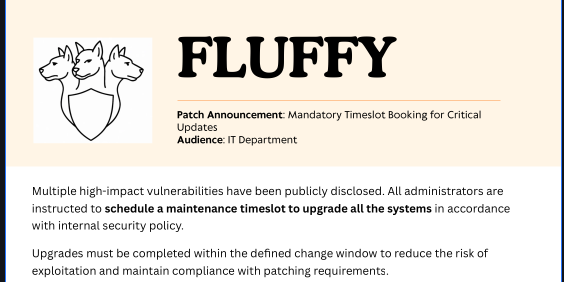 FLUFFY
Patch Announcement: Mandatory Timeslot Booking for Critical
Updates
Audience: IT Department
Multiple high-impact vulnerabilities have been publicly disclosed. All administrators are
instructed to schedule a maintenance timeslot to upgrade all the systems in accordance
with internal security policy.
Upgrades must be completed within the defined change window to reduce the risk of
exploitation and maintain compliance with patching requirements.